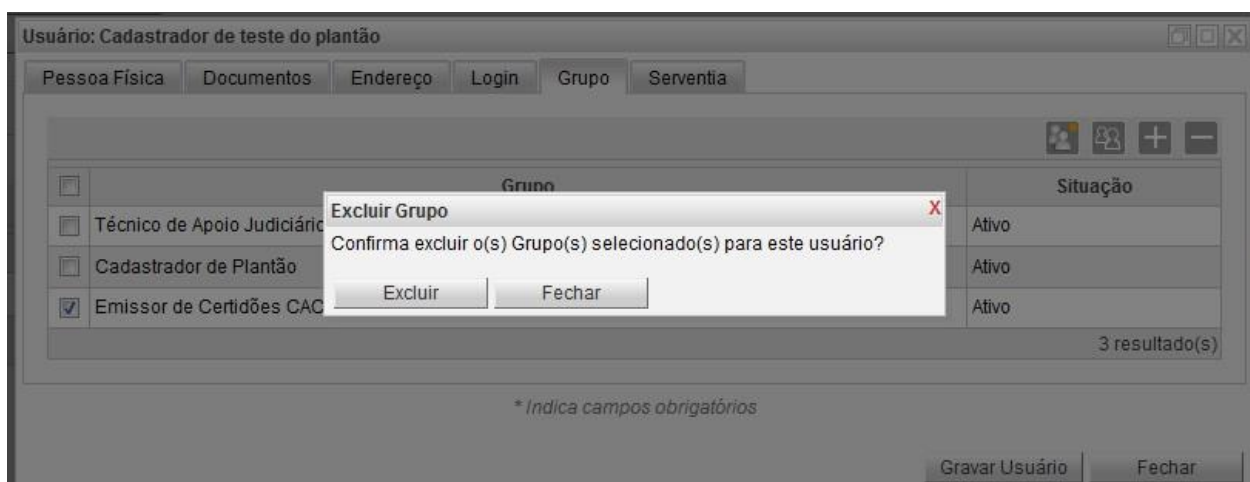 Usuário: Cadastrador de teste do plantão
Pessoa Física Documentos Endereço Login Grupo Serventia
Grupo Situação
Técnico de Apoio Judiciário Ativo
Cadastrador de Plantão Ativo
Emissor de Certidões CAC Ativo
3 resultado(s)
Excluir Grupo X
Confirma excluir o(s) Grupo(s) selecionado(s) para este usuário?
Excluir Fechar
* Indica campos obrigatórios
Gravar Usuário Fechar